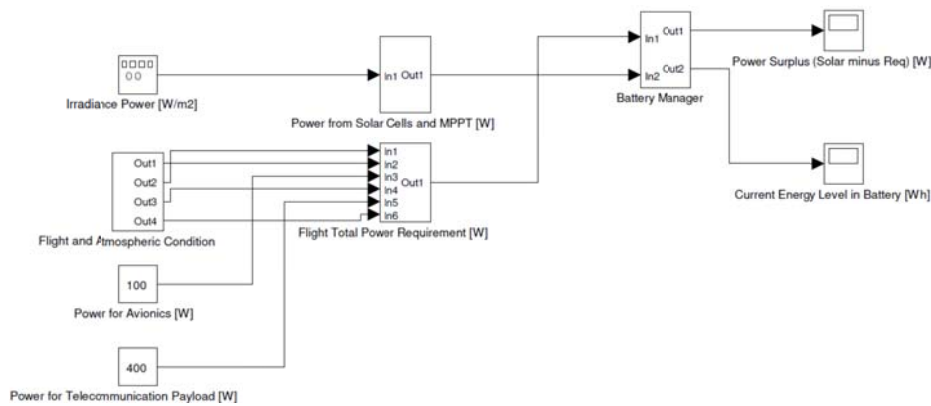 Irradiance Power [W/m2]
In1 Out1
Power from Solar Cells and MPPT [W]
In1 Out1
In2 Out2
Battery Manager
Power Surplus (Solar minus Req) [W]
Current Energy Level in Battery [Wh]
Out1
Out2
Out3
Out4
Flight and Atmospheric Condition
In1
In2
In3
In4
In5
In6
Out1
Flight Total Power Requirement [W]
100
Power for Avionics [W]
400
Power for Telecommunication Payload [W]